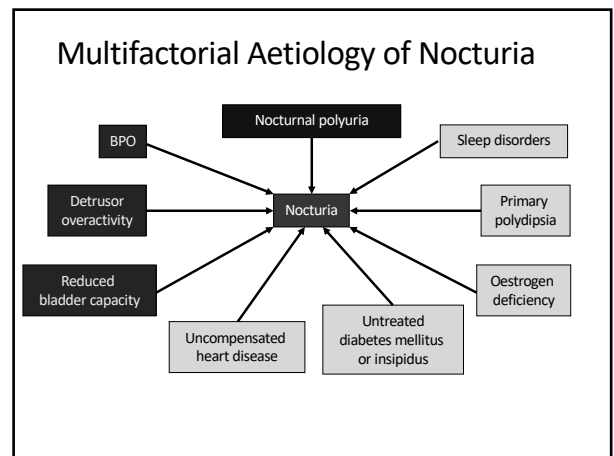 Multifactorial Aetiology of Nocturia
Nocturnal polyuria
BPO
Sleep disorders
Detrusor
overactivity
Nocturia
Primary
polydipsia
Reduced
bladder capacity
Oestrogen
deficiency
Uncompensated
heart disease
Untreated
diabetes mellitus
or insipidus